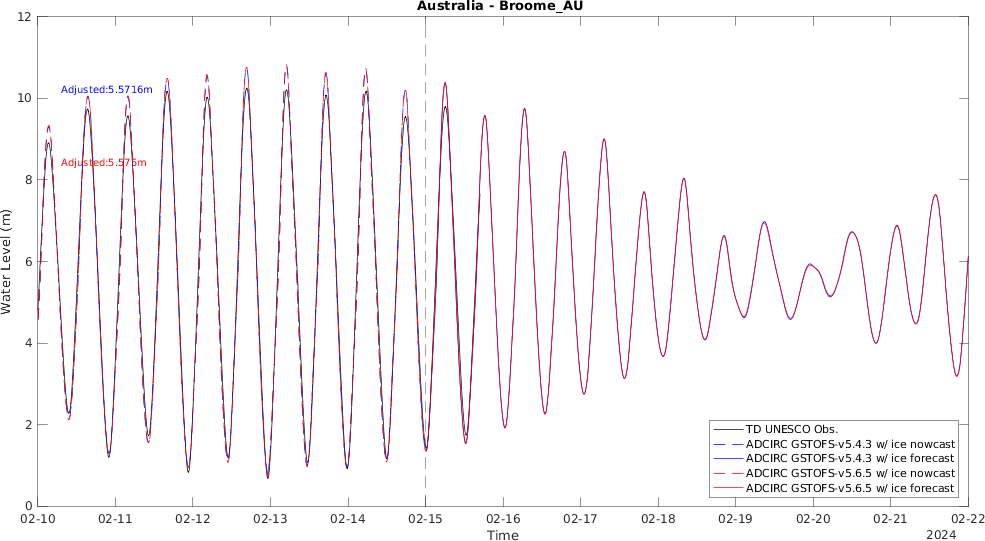 Australia - Broome_AU
12
10
8
6
4
2
0
Water Level (m)
Adjusted:5.5716m
Adjusted:5.576m
TD UNESCO Obs.
ADCIRC GSTOFS-v5.4.3 w/ ice nowcast
ADCIRC GSTOFS-v5.4.3 w/ ice forecast
ADCIRC GSTOFS-v5.6.5 w/ ice nowcast
ADCIRC GSTOFS-v5.6.5 w/ ice forecast
02-10 02-11 02-12 02-13 02-14 02-15 02-16 02-17 02-18 02-19 02-20 02-21 02-22
Time
2024